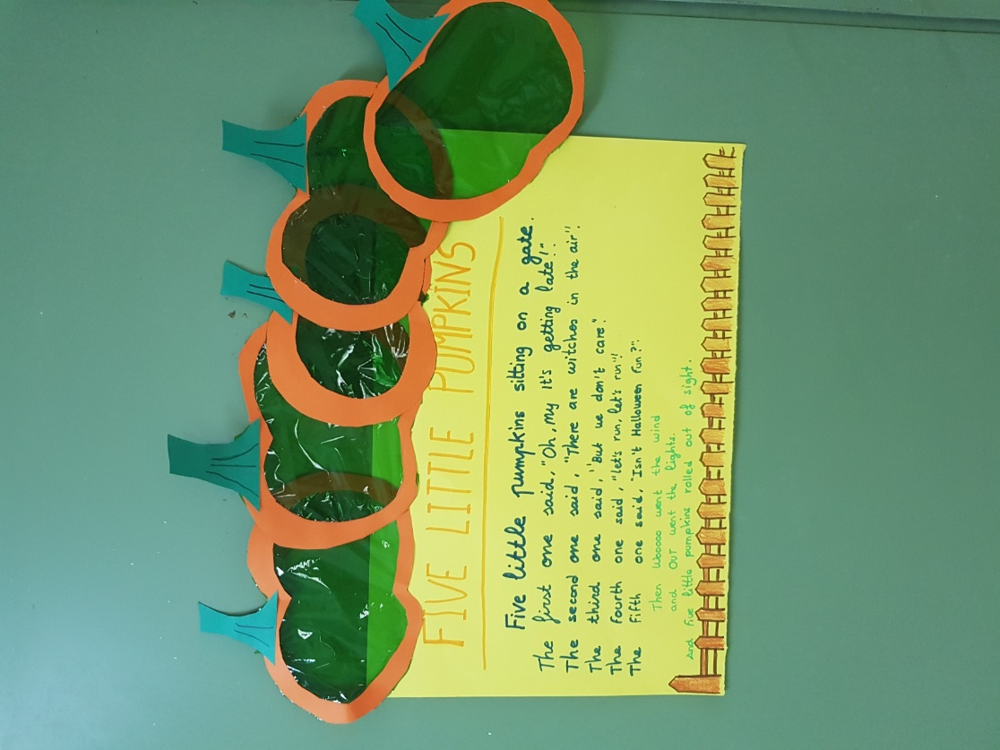 FIVE LITTLE PUMPKINS
Five little pumpkins sitting on a gate.
The first one said, "Oh, my It's getting late!".
The second one said, "There are witches in the air".
The third one said, "But we don't care".
The fourth one said, "let's run, let's run"!
The fifth one said, "Isn't Halloween fun?".
Then Wooooo went the wind
and OUT went the lights.
And five little pumpkins rolled out of sight.